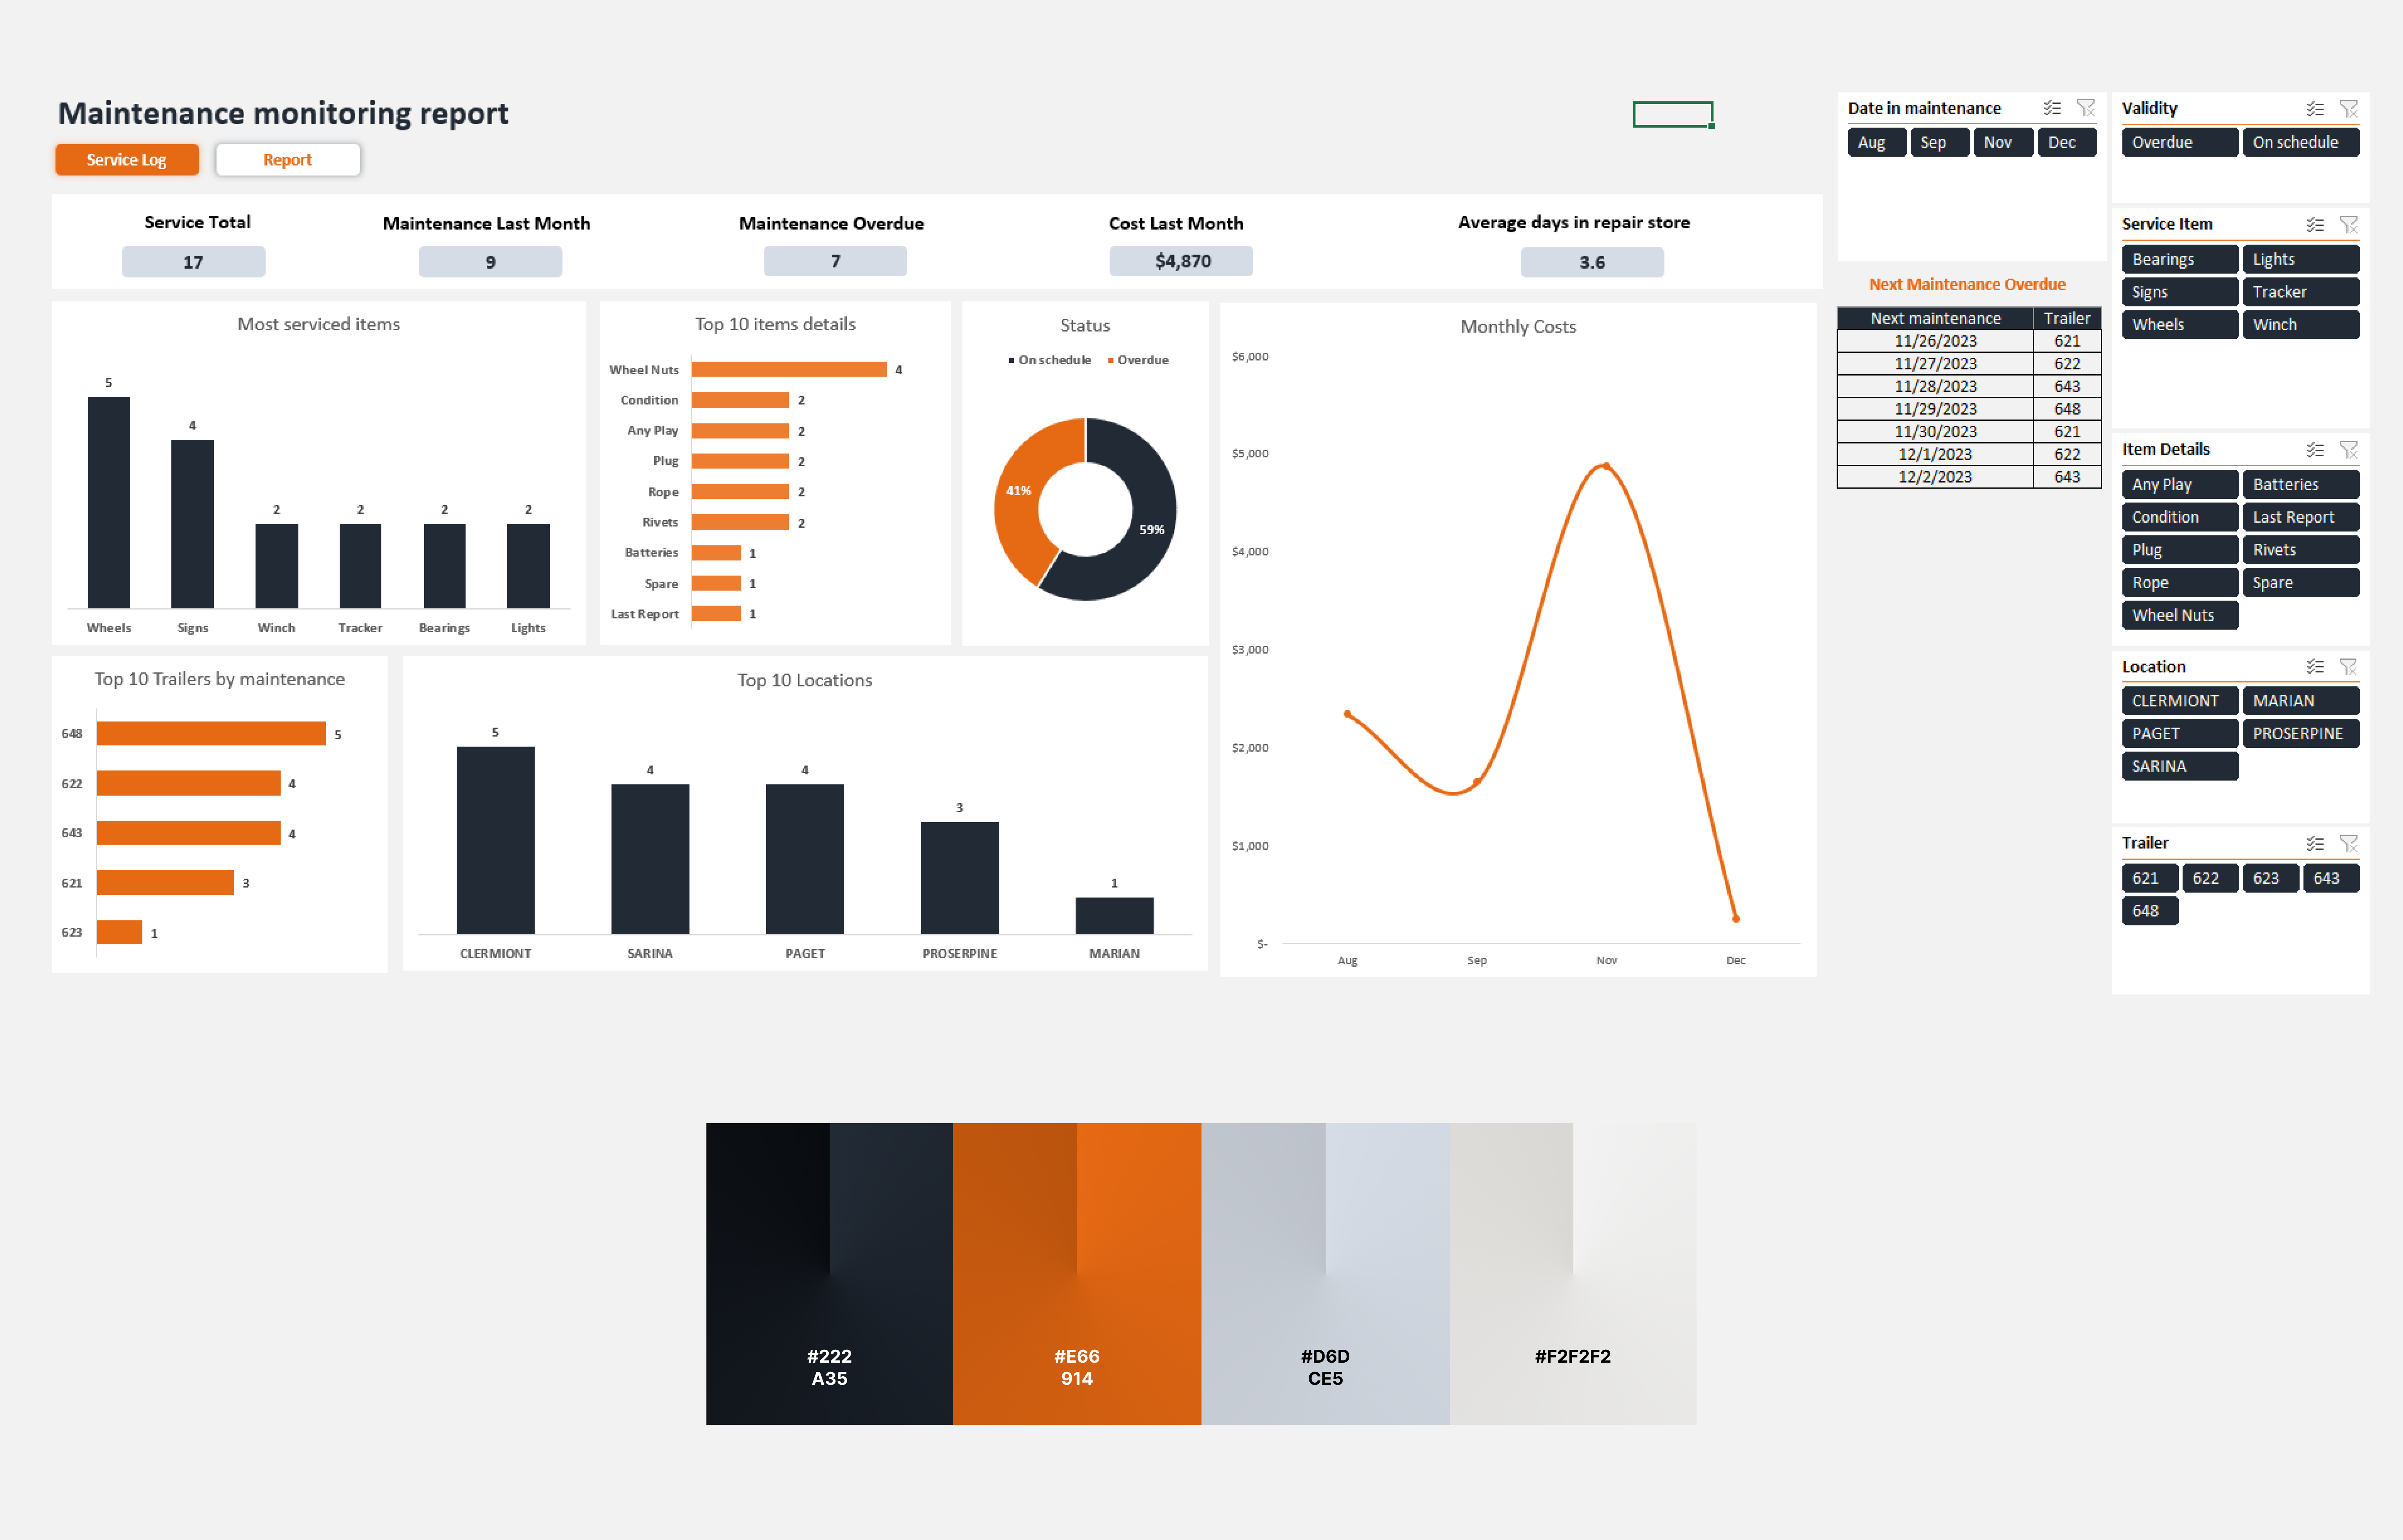 Maintenance monitoring report
Service Log
Report
Service Total
17
Maintenance Last Month
9
Maintenance Overdue
7
Cost Last Month
$4,870
Average days in repair store
3.6
Most serviced items
5
4
2
2
2
2
Wheels
Signs
Winch
Tracker
Bearings
Lights
Top 10 items details
Wheel Nuts 4
Condition 2
Any Play 2
Plug 2
Rope 2
Rivets 2
Batteries 1
Spare 1
Last Report 1
Status
On schedule Overdue
41%
59%
Monthly Costs
$6,000
$5,000
$4,000
$3,000
$2,000
$1,000
$-
Aug Sep Nov Dec
Top 10 Trailers by maintenance
648 5
622 4
643 4
621 3
623 1
Top 10 Locations
5
4
4
3
1
CLERMIONT
SARINA
PAGET
PROSERPINE
MARIAN
Date in maintenance
Aug Sep Nov Dec
Next Maintenance Overdue
Next maintenance Trailer
11/26/2023 621
11/27/2023 622
11/28/2023 643
11/29/2023 648
11/30/2023 621
12/1/2023 622
12/2/2023 643
Validity
Overdue On schedule
Service Item
Bearings Lights
Signs Tracker
Wheels Winch
Item Details
Any Play Batteries
Condition Last Report
Plug Rivets
Rope Spare
Wheel Nuts
Location
CLERMIONT MARIAN
PAGET PROSERPINE
SARINA
Trailer
621 622 623 643
648
#222
A35
#E66
914
#D6D
CE5
#F2F2F2